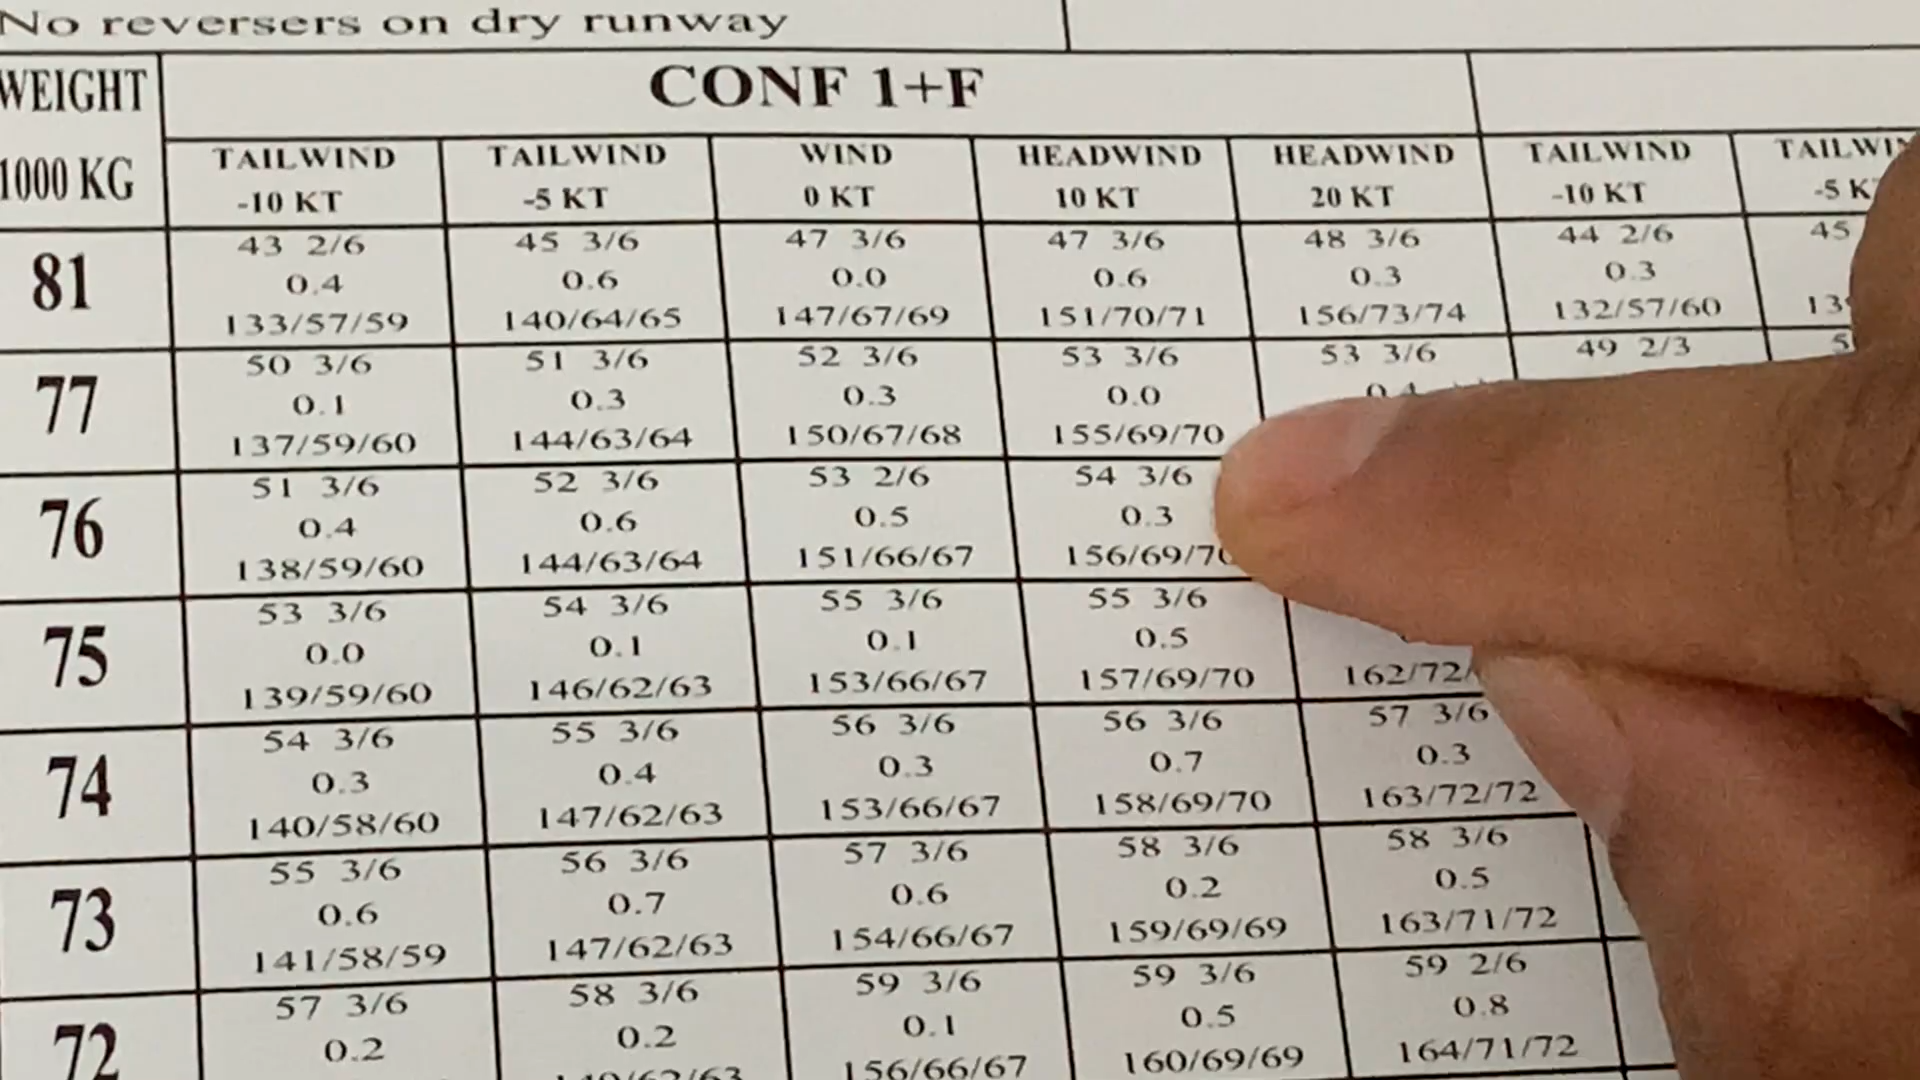 No reversers on dry runway
WEIGHT
1000 KG
CONF 1+F
TAILWIND TAILWIND WIND HEADWIND HEADWIND TAILWIND
-10 KT -5 KT 0 KT 10 KT 20 KT -10 KT
81
43 2/6 45 3/6 47 3/6 47 3/6 48 3/6 44 2/6 45
0.4 0.6 0.0 0.6 0.3 0.3
133/57/59 140/64/65 147/67/69 151/70/71 156/73/74 132/57/60
77
50 3/6 51 3/6 52 3/6 53 3/6 53 3/6 49 2/3
0.1 0.3 0.3 0.0
137/59/60 144/63/64 150/67/68 155/69/70
76
51 3/6 52 3/6 53 2/6 54 3/6
0.4 0.6 0.5 0.3
138/59/60 144/63/64 151/66/67 156/69/70
75
53 3/6 54 3/6 55 3/6 55 3/6
0.0 0.1 0.1 0.5
139/59/60 146/62/63 153/66/67 157/69/70 162/72/
74
54 3/6 55 3/6 56 3/6 56 3/6 57 3/6
0.3 0.4 0.3 0.7 0.3
140/58/60 147/62/63 153/66/67 158/69/70 163/72/72
73
55 3/6 56 3/6 57 3/6 58 3/6 58 3/6
0.6 0.7 0.6 0.2 0.5
141/58/59 147/62/63 154/66/67 159/69/69 163/71/72
72
57 3/6 58 3/6 59 3/6 59 3/6 59 2/6
0.2 0.2 0.1 0.5 0.8
156/66/67 160/69/69 164/71/72